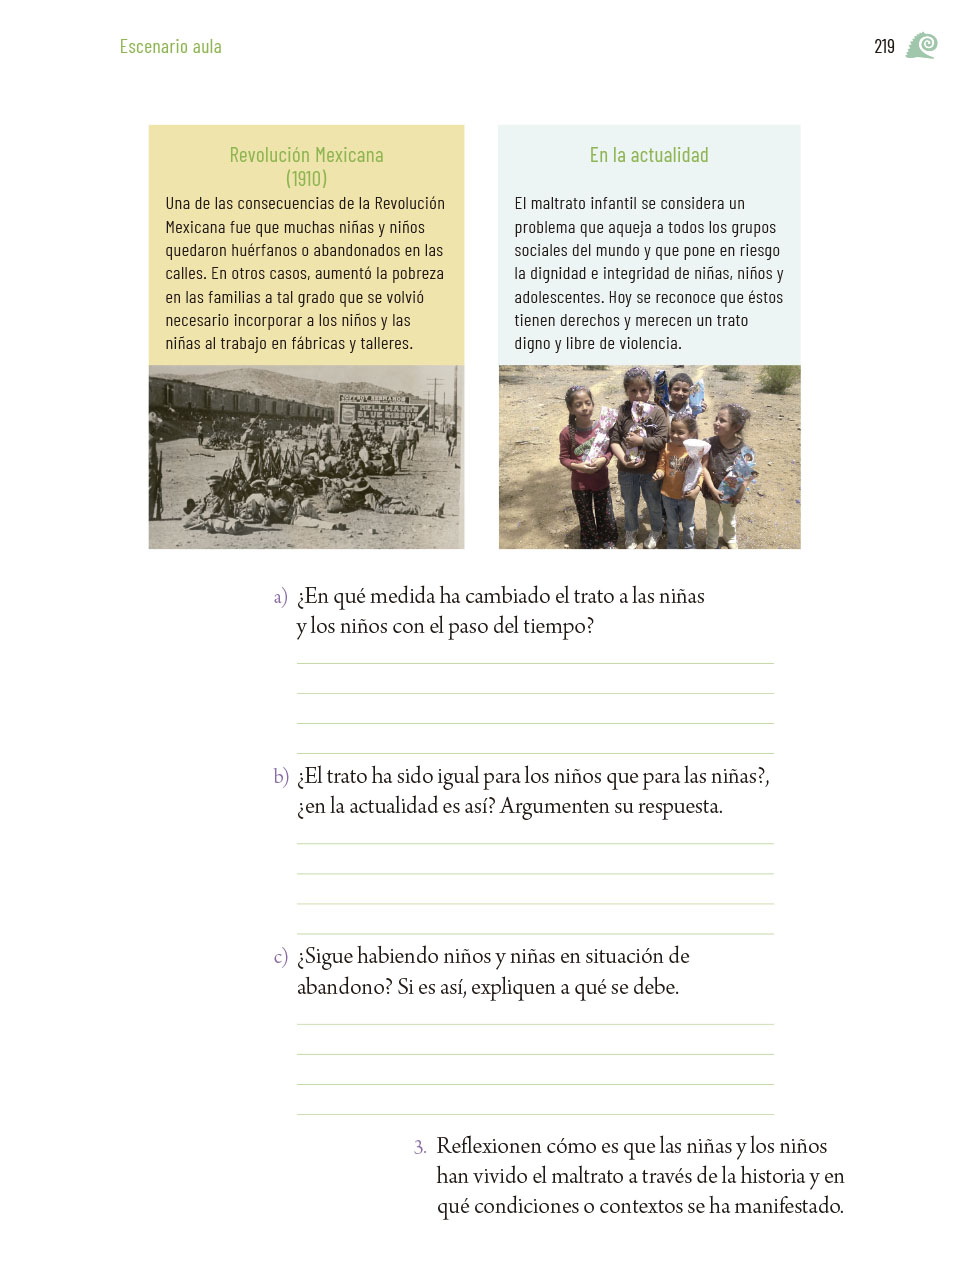 Escenario aula
219
Revolución Mexicana
(1910)
Una de las consecuencias de la Revolución
Mexicana fue que muchas niñas y niños
quedaron huérfanos o abandonados en las
calles. En otros casos, aumentó la pobreza
en las familias a tal grado que se volvió
necesario incorporar a los niños y las
niñas al trabajo en fábricas y talleres.
HELLMANN'S
BLUE RIBBON
En la actualidad
El maltrato infantil se considera un
problema que aqueja a todos los grupos
sociales del mundo y que pone en riesgo
la dignidad e integridad de niñas, niños y
adolescentes. Hoy se reconoce que éstos
tienen derechos y merecen un trato
digno y libre de violencia.
a) ¿En qué medida ha cambiado el trato a las niñas
y los niños con el paso del tiempo?
b) ¿El trato ha sido igual para los niños que para las niñas?,
¿en la actualidad es así? Argumenten su respuesta.
c) ¿Sigue habiendo niños y niñas en situación de
abandono? Si es así, expliquen a qué se debe.
3. Reflexionen cómo es que las niñas y los niños
han vivido el maltrato a través de la historia y en
qué condiciones o contextos se ha manifestado.